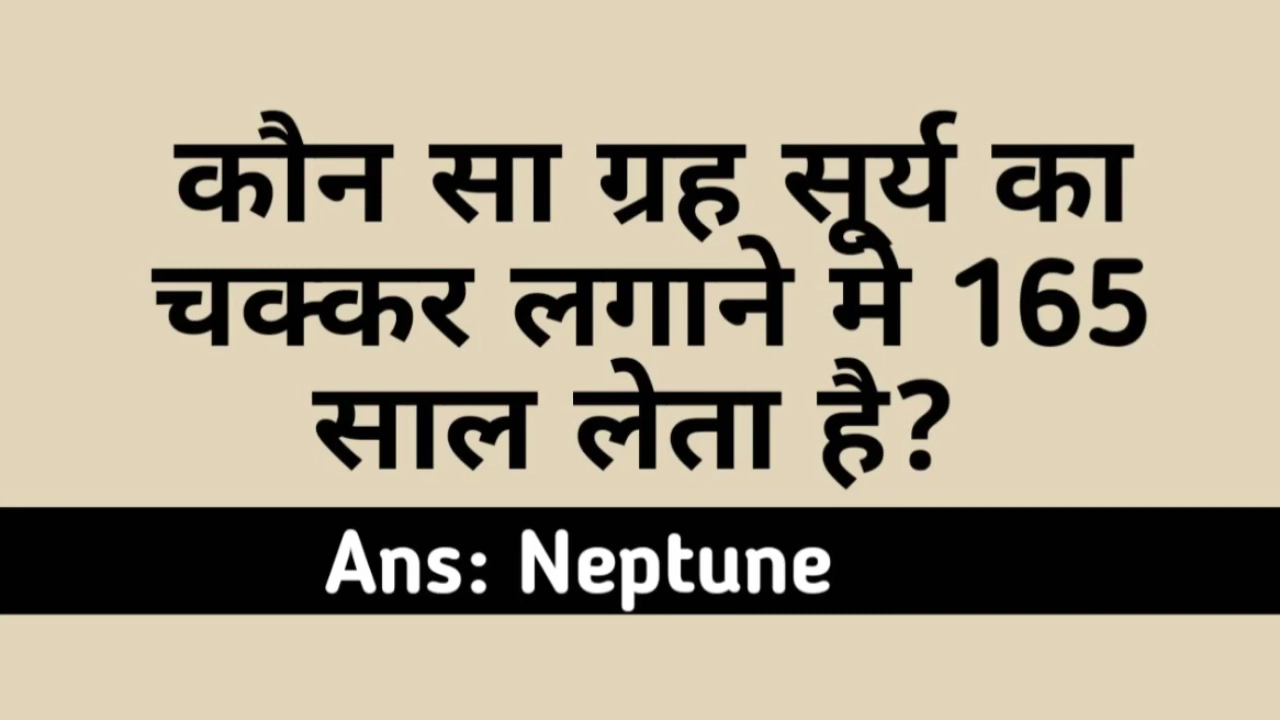 कौन सा ग्रह सूर्य का
चक्कर लगाने मे 165
साल लेता है?
Ans: Neptune